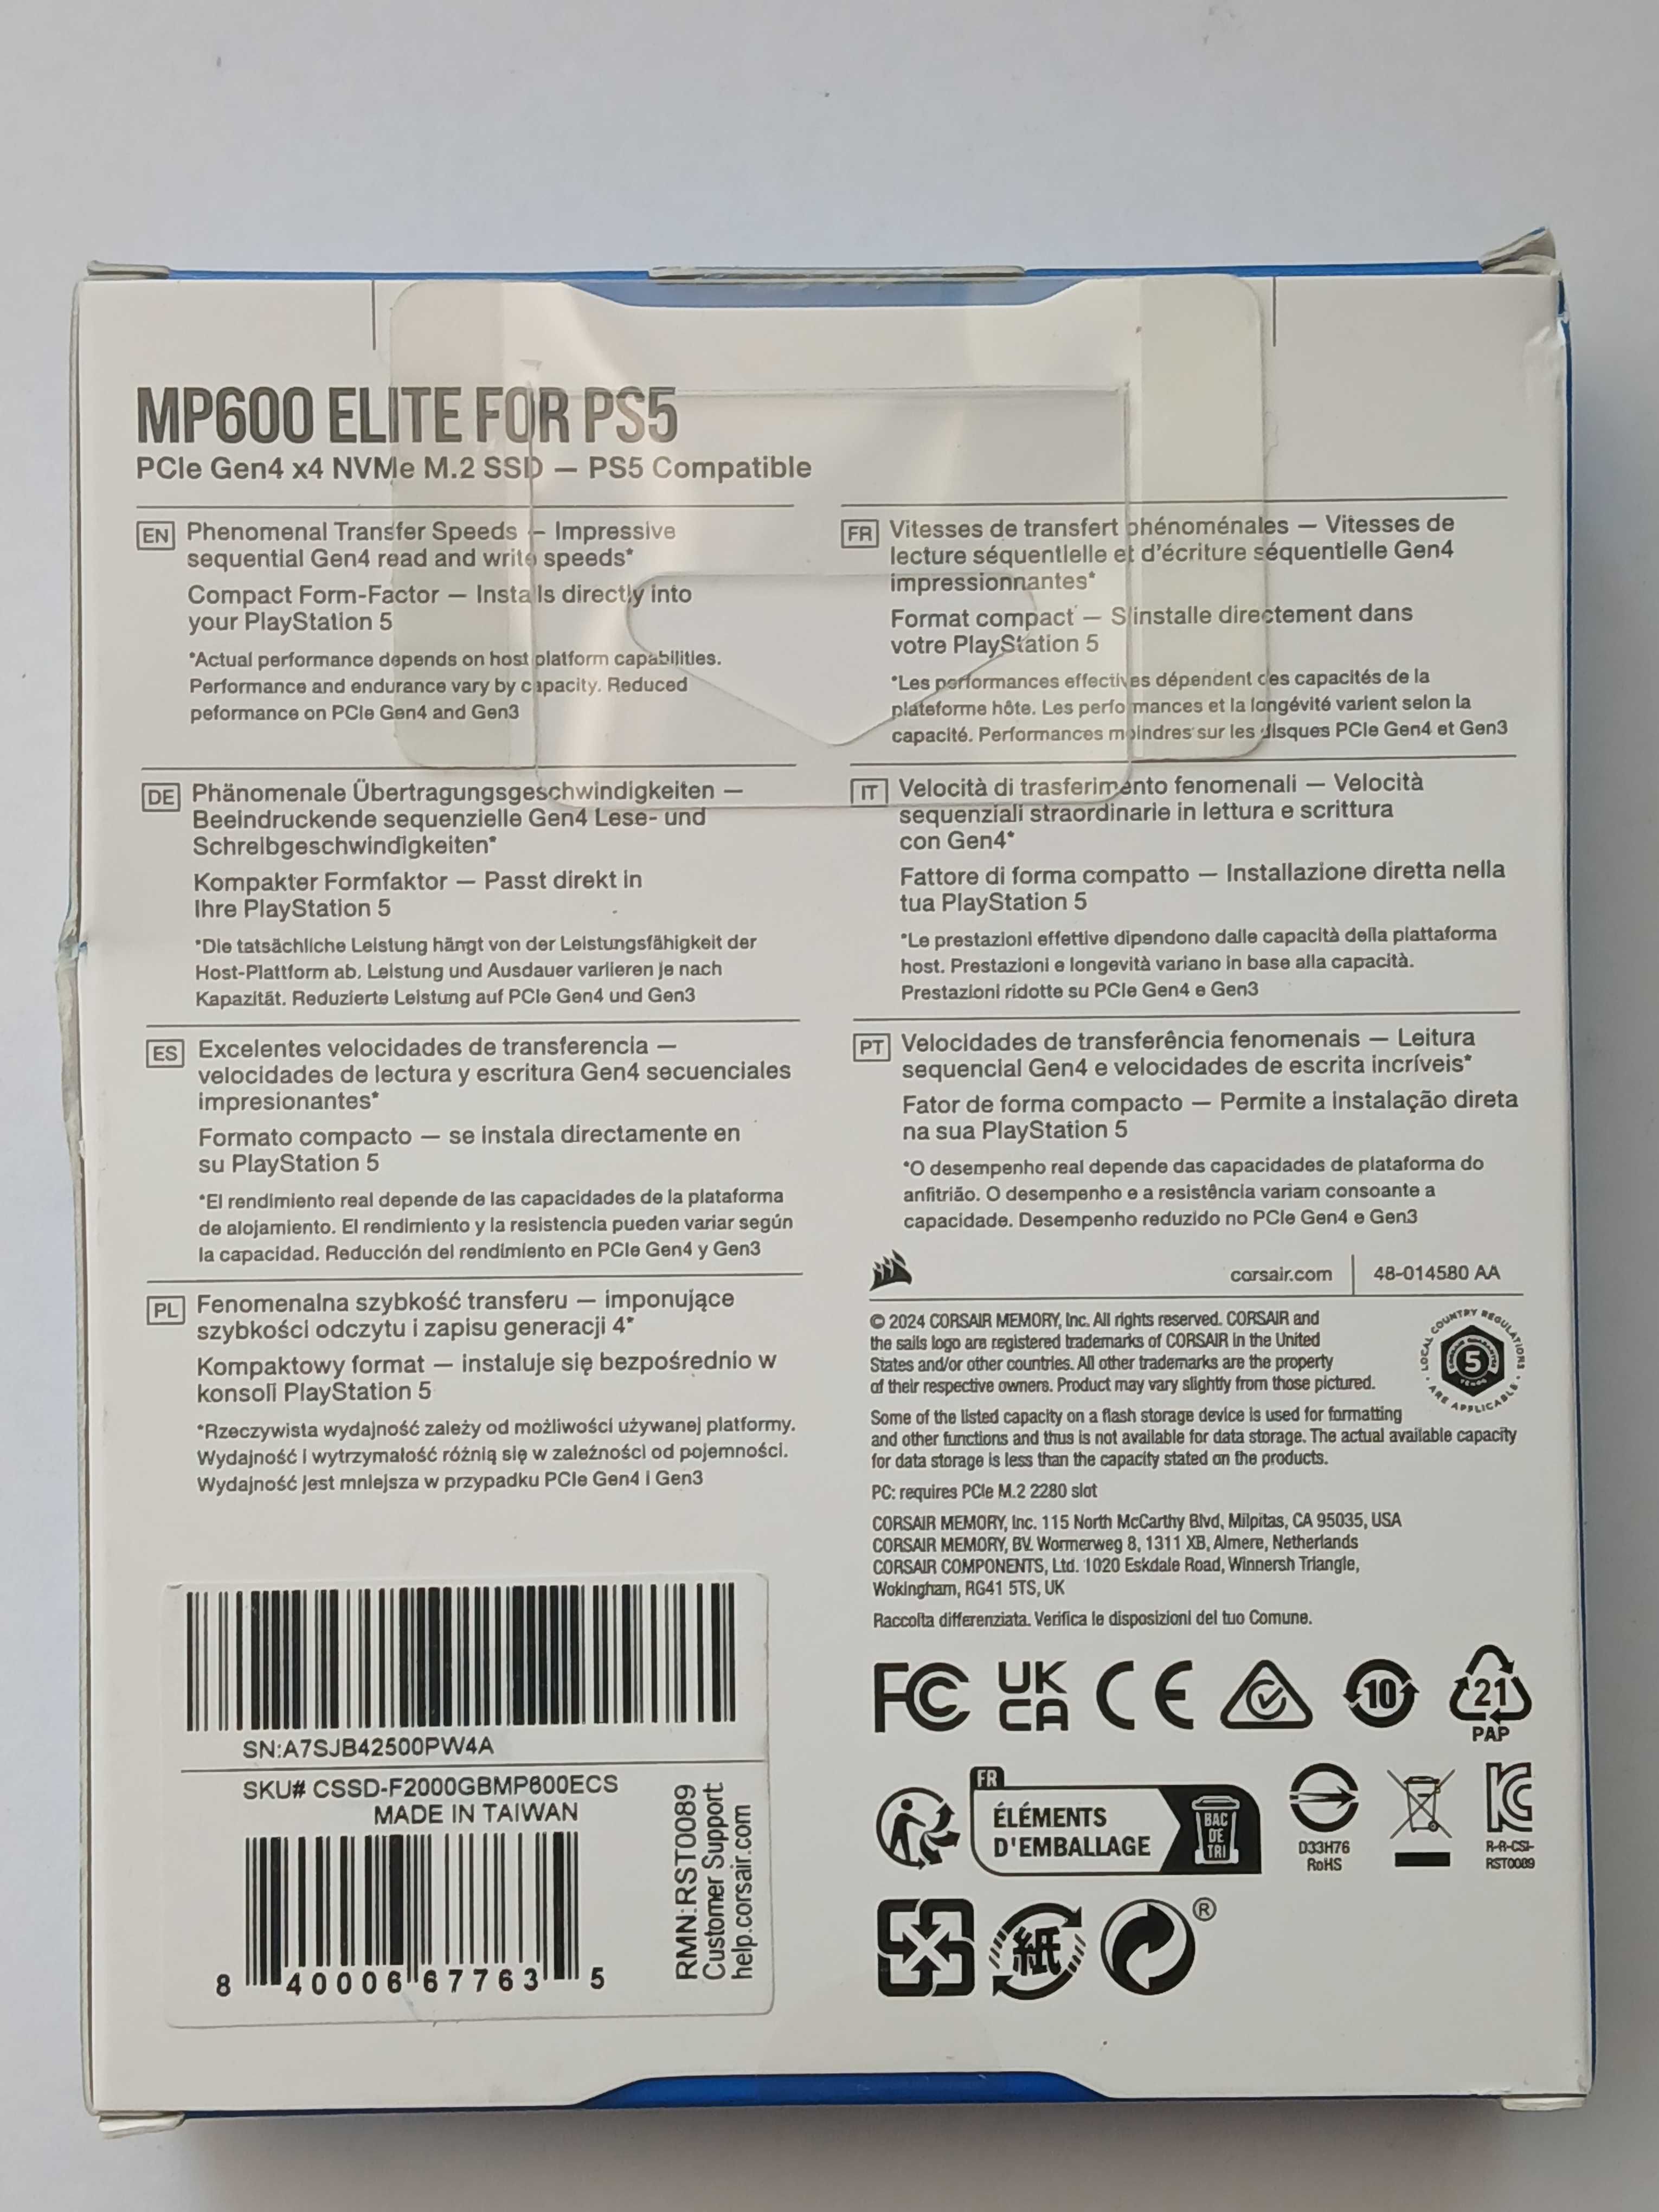 MP600 ELITE FOR PS5
PCIe Gen4 x4 NVMe M.2 SSD — PS5 Compatible
EN
Phenomenal Transfer Speeds — Impressive
sequential Gen4 read and write speeds*
Compact Form-Factor — Installs directly into
your PlayStation 5
*Actual performance depends on host platform capabilities.
Performance and endurance vary by capacity. Reduced
peformance on PCIe Gen4 and Gen3
FR
Vitesses de transfert phénoménales — Vitesses de
lecture séquentielle et d'écriture séquentielle Gen4
impressionnantes*
Format compact — S'installe directement dans
votre PlayStation 5
*Les performances effectives dépendent des capacités de la
plateforme hôte. Les performances et la longévité varient selon la
capacité. Performances moindres sur les disques PCIe Gen4 et Gen3
DE
Phänomenale Übertragungsgeschwindigkeiten —
Beeindruckende sequenzielle Gen4 Lese- und
Schreibgeschwindigkeiten*
Kompakter Formfaktor — Passt direkt in
Ihre PlayStation 5
*Die tatsächliche Leistung hängt von der Leistungsfähigkeit der
Host-Plattform ab. Leistung und Ausdauer variieren je nach
Kapazität. Reduzierte Leistung auf PCIe Gen4 und Gen3
IT
Velocità di trasferimento fenomenali — Velocità
sequenziali straordinarie in lettura e scrittura
con Gen4*
Fattore di forma compatto — Installazione diretta nella
tua PlayStation 5
*Le prestazioni effettive dipendono dalle capacità della piattaforma
host. Prestazioni e longevità variano in base alla capacità.
Prestazioni ridotte su PCIe Gen4 e Gen3
ES
Excelentes velocidades de transferencia —
velocidades de lectura y escritura Gen4 secuenciales
impresionantes*
Formato compacto — se instala directamente en
su PlayStation 5
*El rendimiento real depende de las capacidades de la plataforma
de alojamiento. El rendimiento y la resistencia pueden variar según
la capacidad. Reducción del rendimiento en PCIe Gen4 y Gen3
PT
Velocidades de transferência fenomenais — Leitura
sequencial Gen4 e velocidades de escrita incríveis*
Fator de forma compacto — Permite a instalação direta
na sua PlayStation 5
*O desempenho real depende das capacidades de plataforma do
anfitrião. O desempenho e a resistência variam consoante a
capacidade. Desempenho reduzido no PCIe Gen4 e Gen3
PL
Fenomenalna szybkość transferu — imponujące
szybkości odczytu i zapisu generacji 4*
Kompaktowy format — instaluje się bezpośrednio w
konsoli PlayStation 5
*Rzeczywista wydajność zależy od możliwości używanej platformy.
Wydajność i wytrzymałość różnią się w zależności od pojemności.
Wydajność jest mniejsza w przypadku PCIe Gen4 i Gen3
corsair.com
48-014580 AA
© 2024 CORSAIR MEMORY, Inc. All rights reserved. CORSAIR and
the sails logo are registered trademarks of CORSAIR in the United
States and/or other countries. All other trademarks are the property
of their respective owners. Product may vary slightly from those pictured.
LOCAL COUNTRY REGULATIONS
5
ARE APPLICABLE
Some of the listed capacity on a flash storage device is used for formatting
and other functions and thus is not available for data storage. The actual available capacity
for data storage is less than the capacity stated on the products.
PC: requires PCIe M.2 2280 slot
CORSAIR MEMORY, Inc. 115 North McCarthy Blvd, Milpitas, CA 95035, USA
CORSAIR MEMORY, BV. Wormerweg 8, 1311 XB, Almere, Netherlands
CORSAIR COMPONENTS, Ltd. 1020 Eskdale Road, Winnersh Triangle,
Wokingham, RG41 5TS, UK
Raccolta differenziata. Verifica le disposizioni del tuo Comune.
SN:A7SJB42500PW4A
SKU# CSSD-F2000GBMP600ECS
MADE IN TAIWAN
8 40006 67763 5
RMN:RST0089
Customer Support
help.corsair.com
FC
UK
CA
CE
10
21
PAP
FR
ÉLÉMENTS
D'EMBALLAGE
BAC
DE
TRI
D33H76
RoHS
R-R-CSI-
RST0089
紙
®